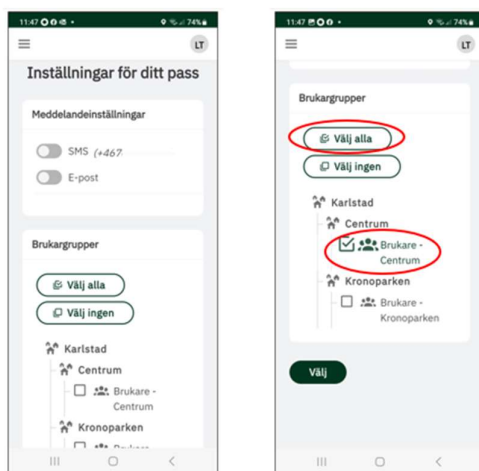 11:47
74%
LT
Inställningar för ditt pass
Meddelandeinställningar
SMS (+467
E-post
Brukargrupper
Välj alla
Välj ingen
Karlstad
Centrum
Brukare -
Centrum
Kronoparken
11:47
74%
LT
Brukargrupper
Välj alla
Välj ingen
Karlstad
Centrum
Brukare -
Centrum
Kronoparken
Brukare -
Kronoparken
Välj